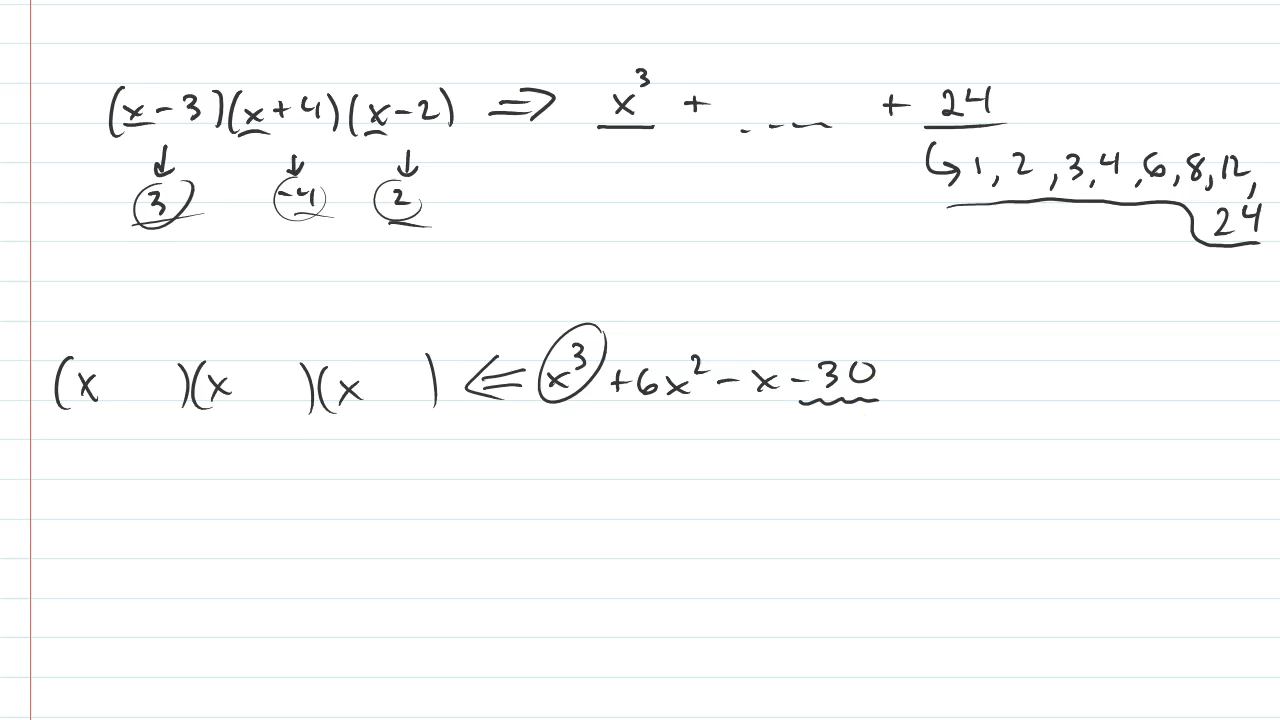 (x - 3)(x + 4)(x - 2) ⇒ x³ + ---- + 24
↓ ↓ ↓ ↳ 1, 2, 3, 4, 6, 8, 12,
3 -4 2 24
(x )(x )(x ) ⇐ x³ + 6x² - x - 30